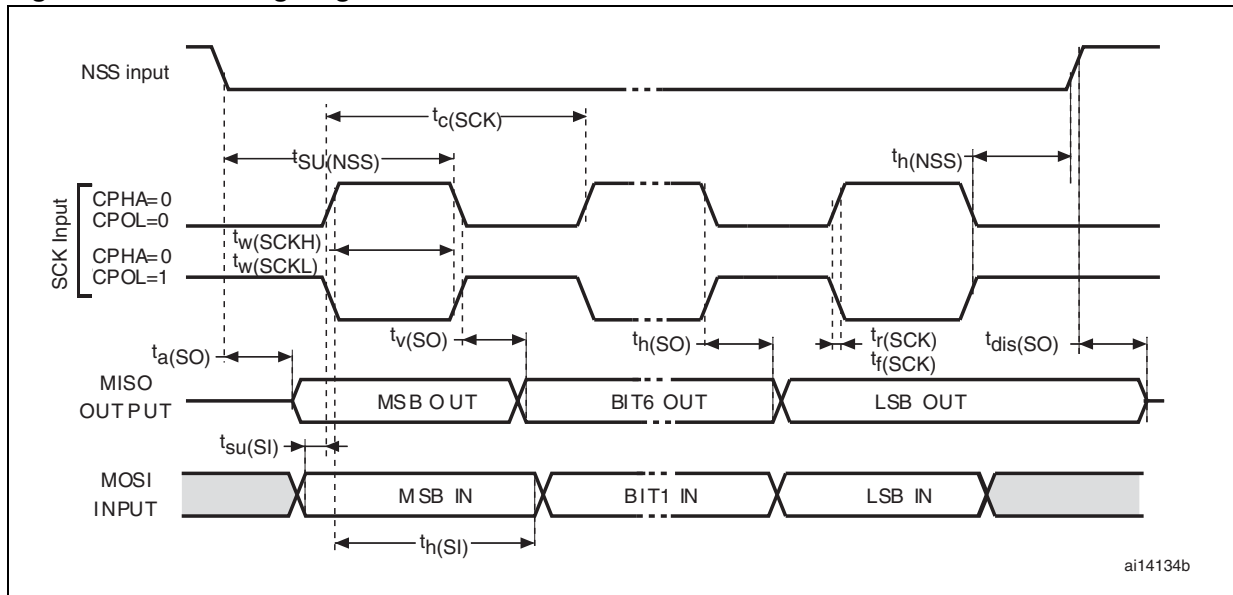 NSS input
tc(SCK)
tSU(NSS)
th(NSS)
SCK Input
CPHA=0
CPOL=0
tw(SCKH)
CPHA=0
tw(SCKL)
CPOL=1
tv(SO)
th(SO)
tr(SCK)
tf(SCK)
tdis(SO)
ta(SO)
MISO
OUTPUT
MSB OUT
BIT6 OUT
LSB OUT
tsu(SI)
MOSI
INPUT
MSB IN
BIT1 IN
LSB IN
th(SI)
ai14134b